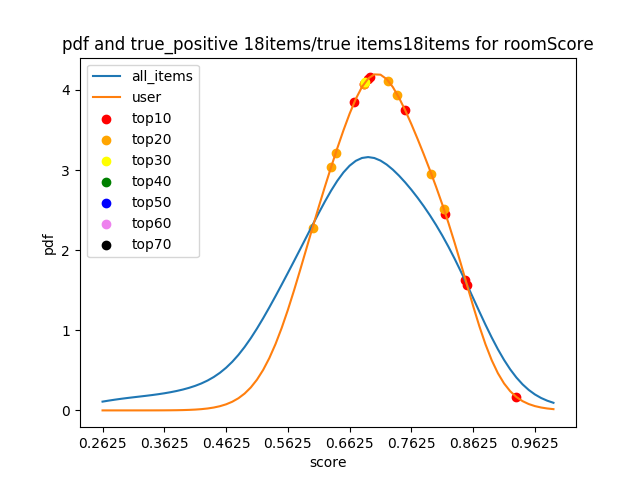 pdf and true_positive 18items/true items18items for roomScore
all_items
user
top10
top20
top30
top40
top50
top60
top70
pdf
4
3
2
1
0
0.2625 0.3625 0.4625 0.5625 0.6625 0.7625 0.8625 0.9625
score